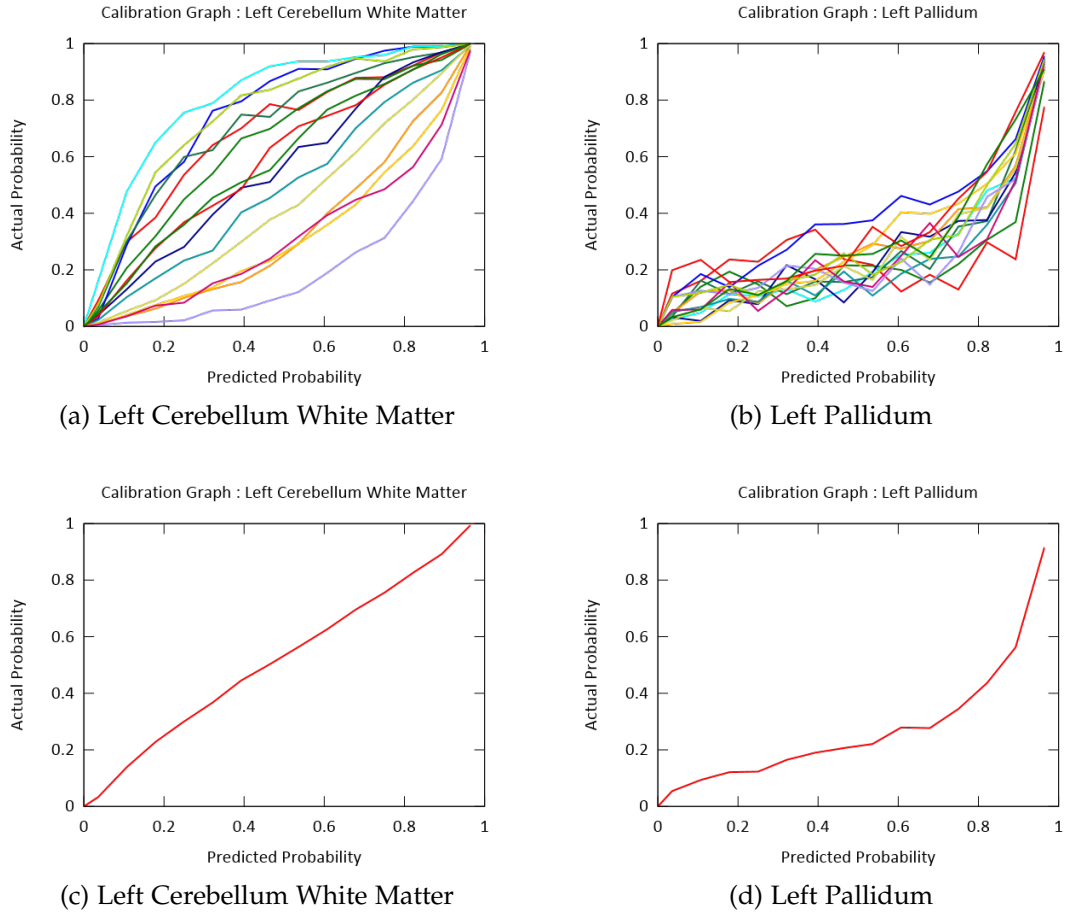 Calibration Graph : Left Cerebellum White Matter
1
0.8
0.6
0.4
0.2
0
Actual Probability
0 0.2 0.4 0.6 0.8 1
Predicted Probability
(a) Left Cerebellum White Matter
Calibration Graph : Left Pallidum
1
0.8
0.6
0.4
0.2
0
Actual Probability
0 0.2 0.4 0.6 0.8 1
Predicted Probability
(b) Left Pallidum
Calibration Graph : Left Cerebellum White Matter
1
0.8
0.6
0.4
0.2
0
Actual Probability
0 0.2 0.4 0.6 0.8 1
Predicted Probability
(c) Left Cerebellum White Matter
Calibration Graph : Left Pallidum
1
0.8
0.6
0.4
0.2
0
Actual Probability
0 0.2 0.4 0.6 0.8 1
Predicted Probability
(d) Left Pallidum